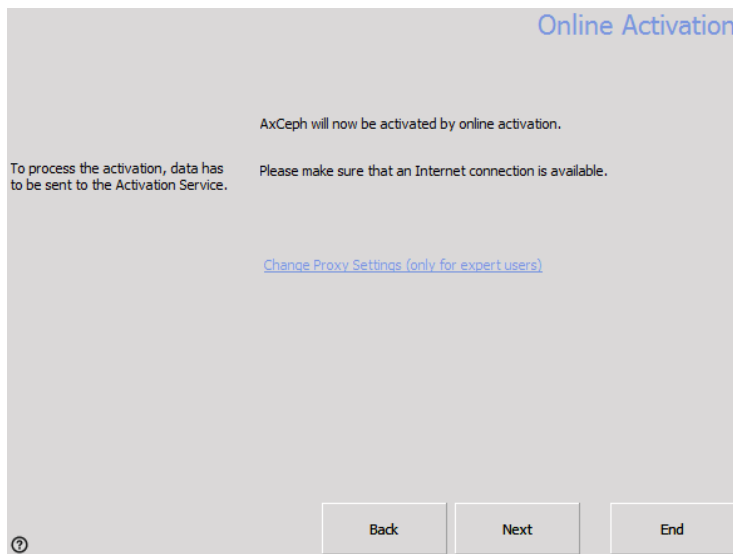 Online Activation
AxCeph will now be activated by online activation.
To process the activation, data has
to be sent to the Activation Service.
Please make sure that an Internet connection is available.
Change Proxy Settings (only for expert users)
Back
Next
End
?